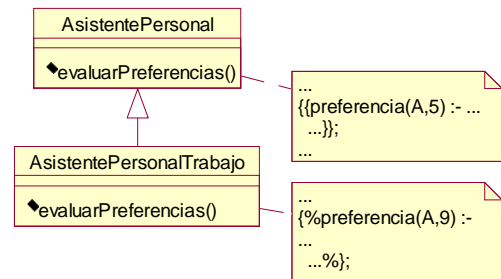 AsistentePersonal
evaluarPreferencias()
...
{{preferencia(A,5) :- ...
...}};
...
AsistentePersonalTrabajo
evaluarPreferencias()
...
{%preferencia(A,9) :-
...
...%};